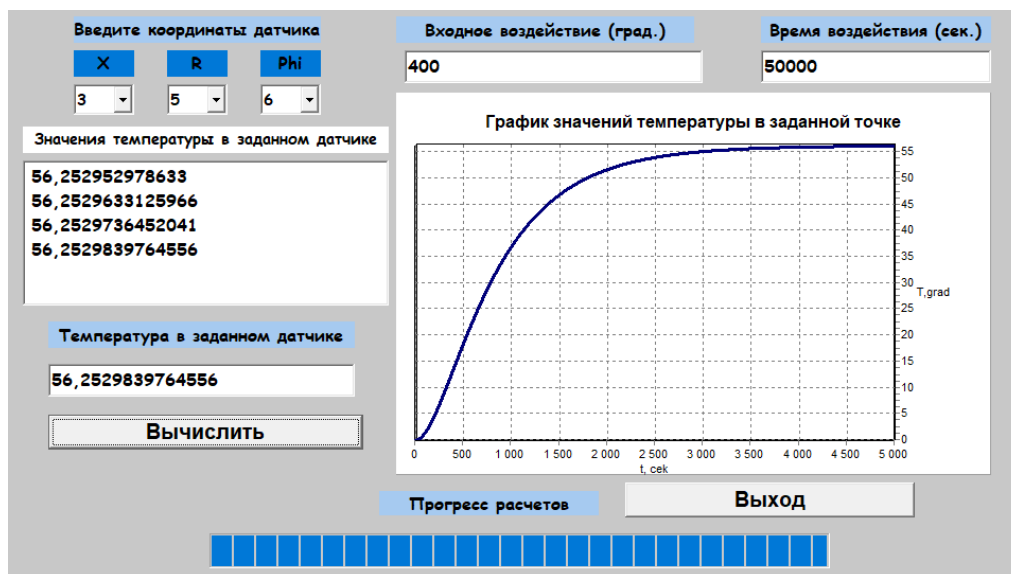 Введите координаты датчика
X R Phi
3 5 6
Значения температуры в заданном датчике
56,252952978633
56,2529633125966
56,2529736452041
56,2529839764556
Температура в заданном датчике
56,2529839764556
Вычислить
Входное воздействие (град.)
400
Время воздействия (сек.)
50000
График значений температуры в заданной точке
55
50
45
40
35
30
25
20
15
10
5
0
T,grad
0 500 1 000 1 500 2 000 2 500 3 000 3 500 4 000 4 500 5 000
t, cek
Прогресс расчетов
Выход